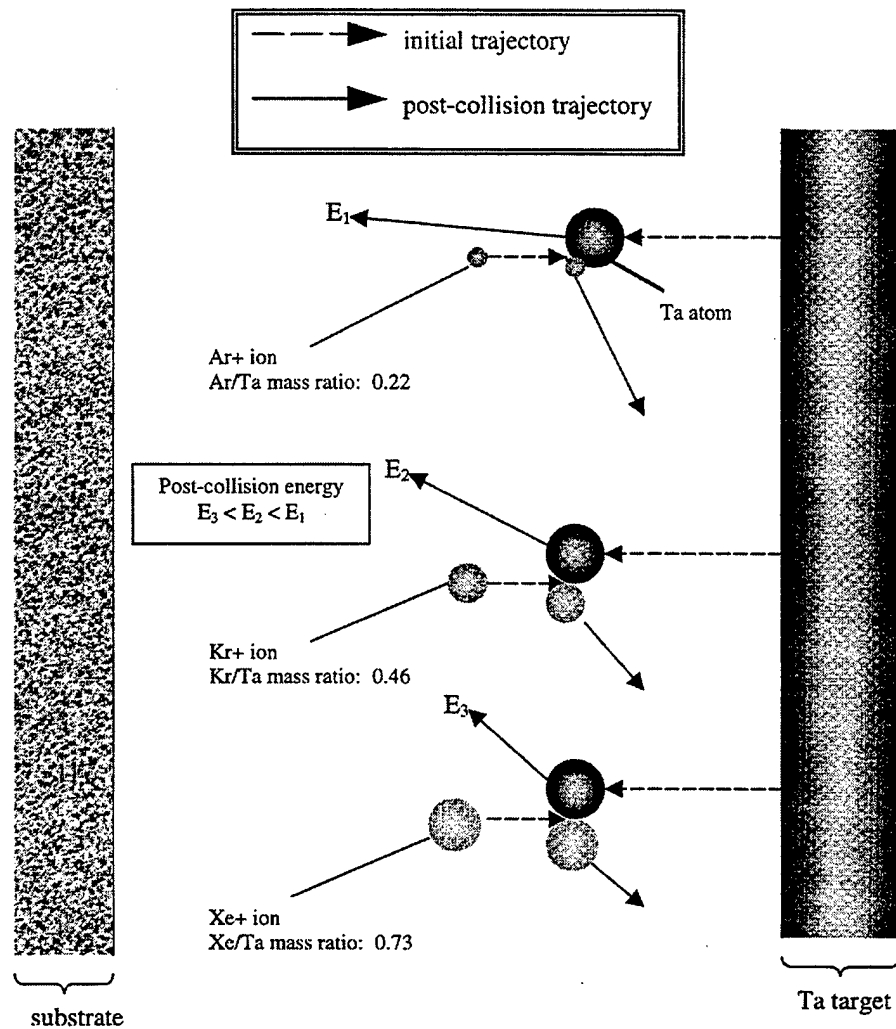 initial trajectory
post-collision trajectory
E₁
Ta atom
Ar+ ion
Ar/Ta mass ratio: 0.22
E₂
Post-collision energy
E₃ < E₂ < E₁
Kr+ ion
Kr/Ta mass ratio: 0.46
E₃
Xe+ ion
Xe/Ta mass ratio: 0.73
substrate
Ta target